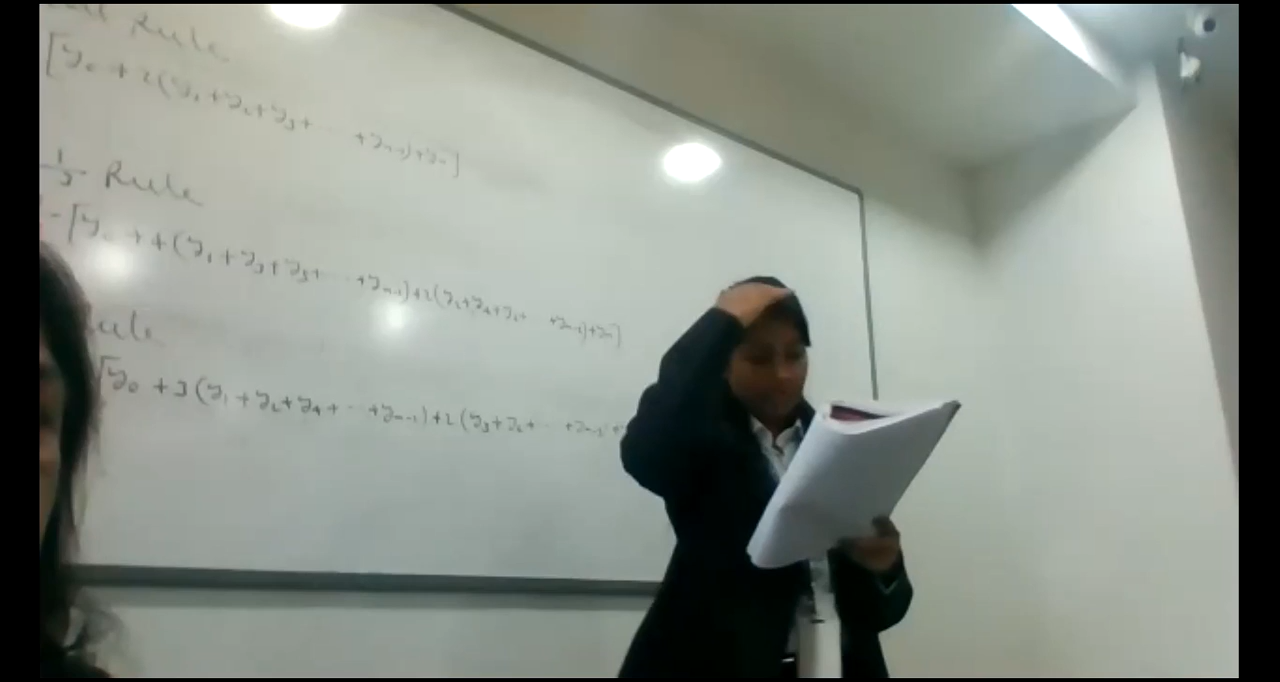 Rule
[y₀ + 2(y₁ + y₂ + y₃ + ... + yₙ₋₁) + yₙ]
1/3 Rule
[y₀ + 4(y₁ + y₃ + y₅ + ... + yₙ₋₁) + 2(y₂ + y₄ + y₆ + ... + yₙ₋₂) + yₙ]
Rule
[y₀ + 3(y₁ + y₂ + y₄ + ... + yₙ₋₁) + 2(y₃ + y₆ + ... + yₙ₋₃) +